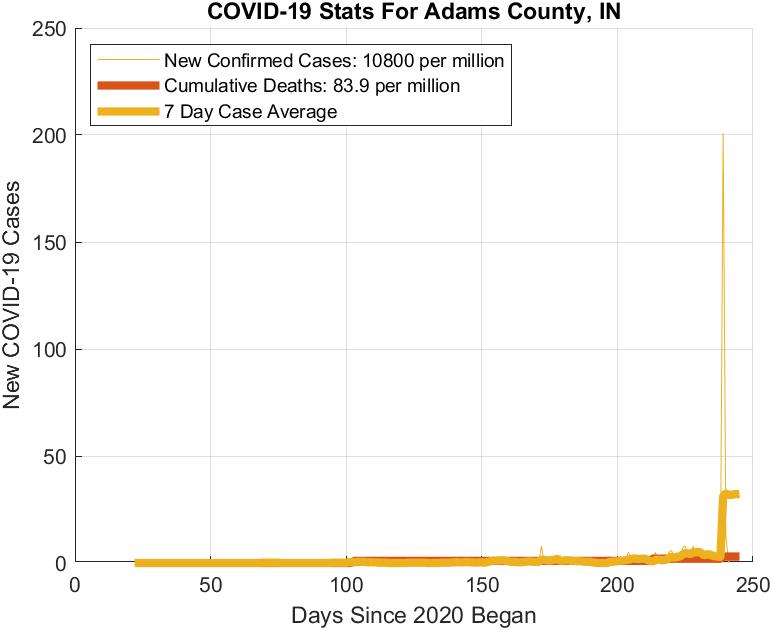 COVID-19 Stats For Adams County, IN
New Confirmed Cases: 10800 per million
Cumulative Deaths: 83.9 per million
7 Day Case Average
New COVID-19 Cases
250
200
150
100
50
0
0 50 100 150 200 250
Days Since 2020 Began